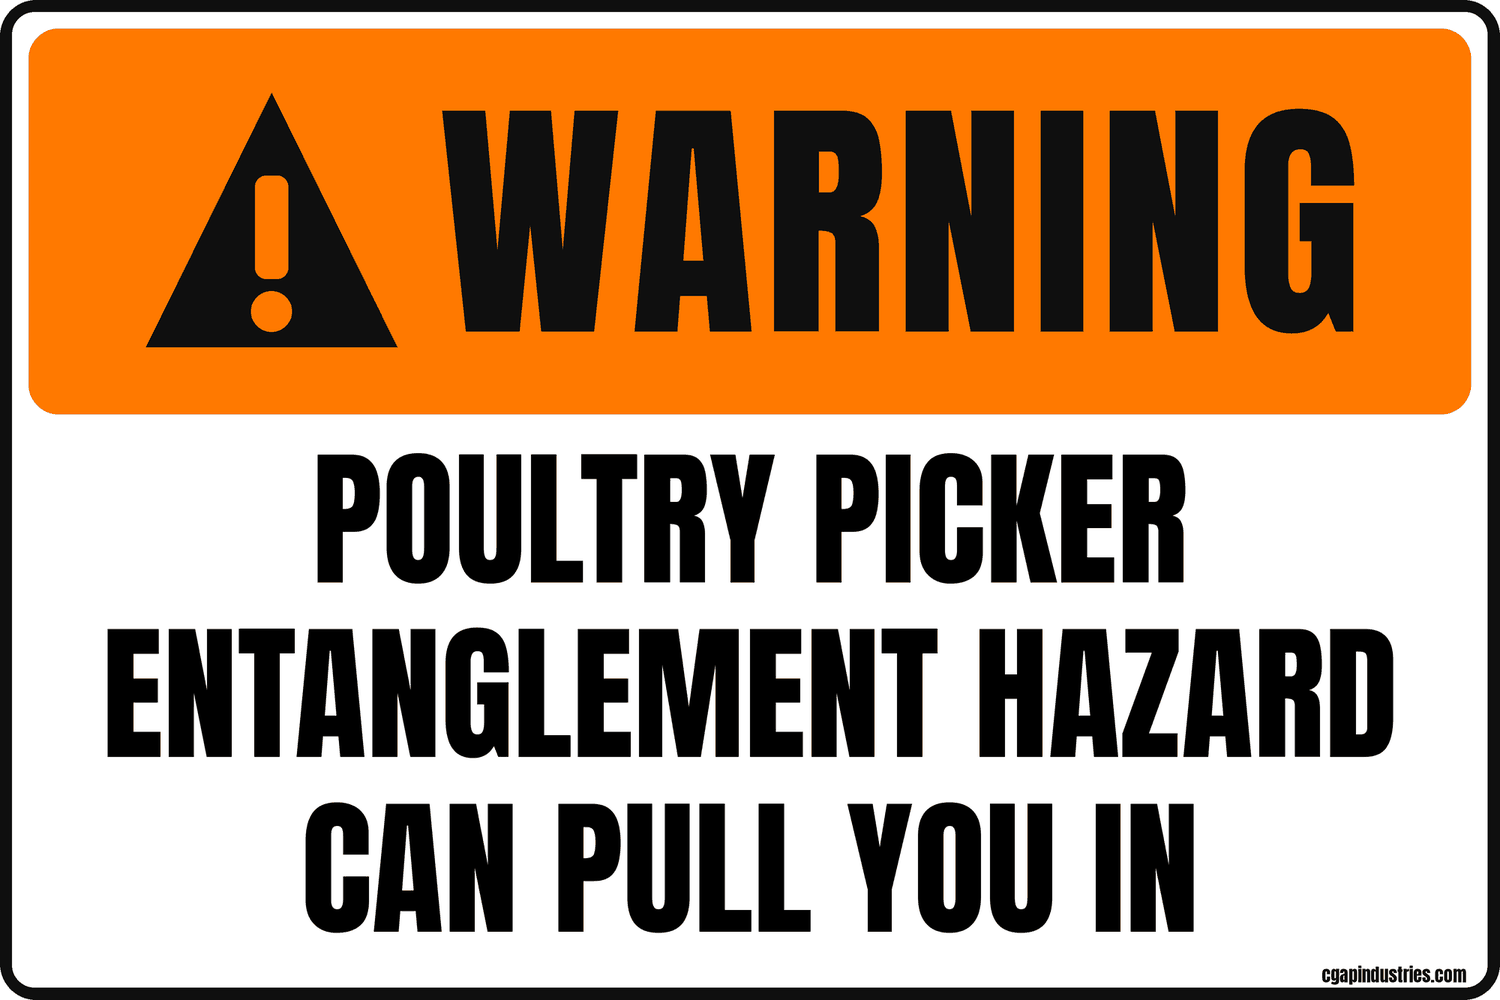 WARNING
POULTRY PICKER
ENTANGLEMENT HAZARD
CAN PULL YOU IN
cgapindustries.com